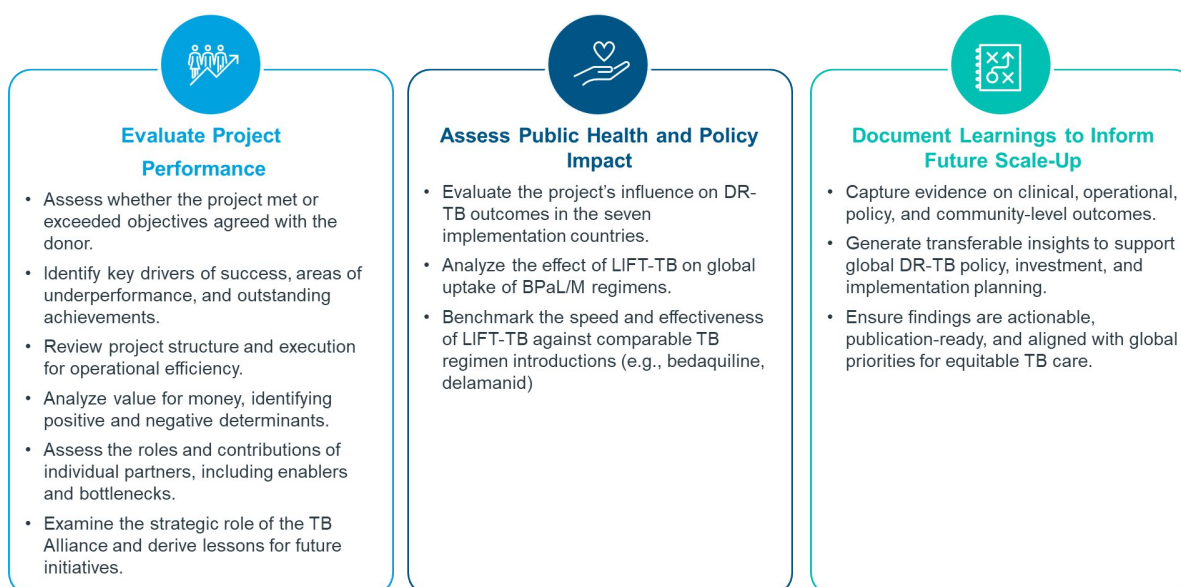 Evaluate Project
Performance
• Assess whether the project met or
exceeded objectives agreed with the
donor.
• Identify key drivers of success, areas of
underperformance, and outstanding
achievements.
• Review project structure and execution
for operational efficiency.
• Analyze value for money, identifying
positive and negative determinants.
• Assess the roles and contributions of
individual partners, including enablers
and bottlenecks.
• Examine the strategic role of the TB
Alliance and derive lessons for future
initiatives.
Assess Public Health and Policy
Impact
• Evaluate the project's influence on DR-
TB outcomes in the seven
implementation countries.
• Analyze the effect of LIFT-TB on global
uptake of BPaL/M regimens.
• Benchmark the speed and effectiveness
of LIFT-TB against comparable TB
regimen introductions (e.g., bedaquiline,
delamanid)
Document Learnings to Inform
Future Scale-Up
• Capture evidence on clinical, operational,
policy, and community-level outcomes.
• Generate transferable insights to support
global DR-TB policy, investment, and
implementation planning.
• Ensure findings are actionable,
publication-ready, and aligned with global
priorities for equitable TB care.